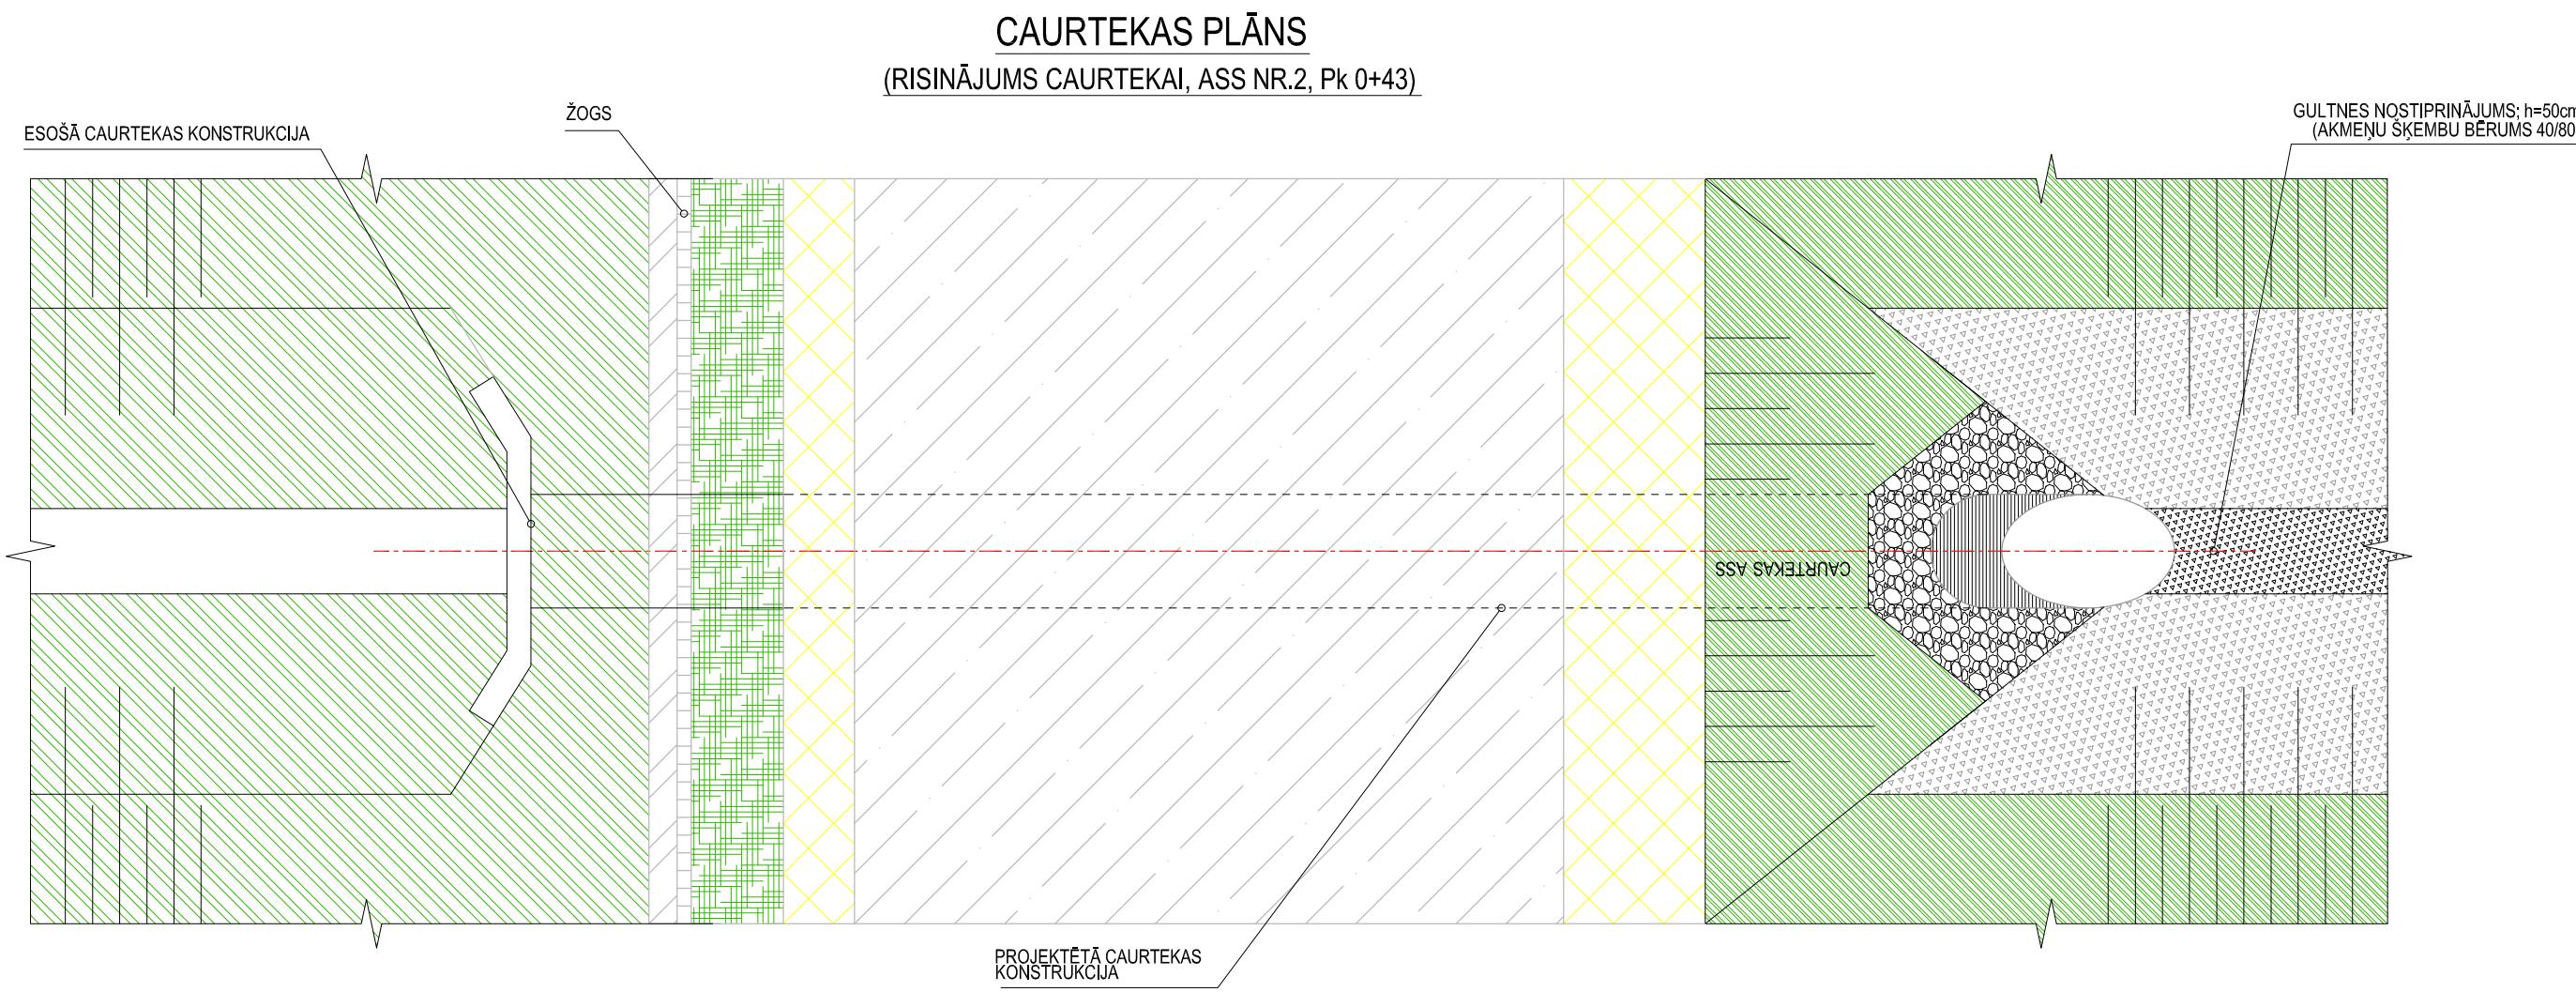 CAURTEKAS PLĀNS
(RISINĀJUMS CAURTEKAI, ASS NR.2, Pk 0+43)
ESOŠĀ CAURTEKAS KONSTRUKCIJA
ŽOGS
GULTNES NOSTIPRINĀJUMS; h=50cm
(AKMEŅU ŠĶEMBU BĒRUMS 40/80
CAURTEKAS ASS
PROJEKTĒTĀ CAURTEKAS
KONSTRUKCIJA